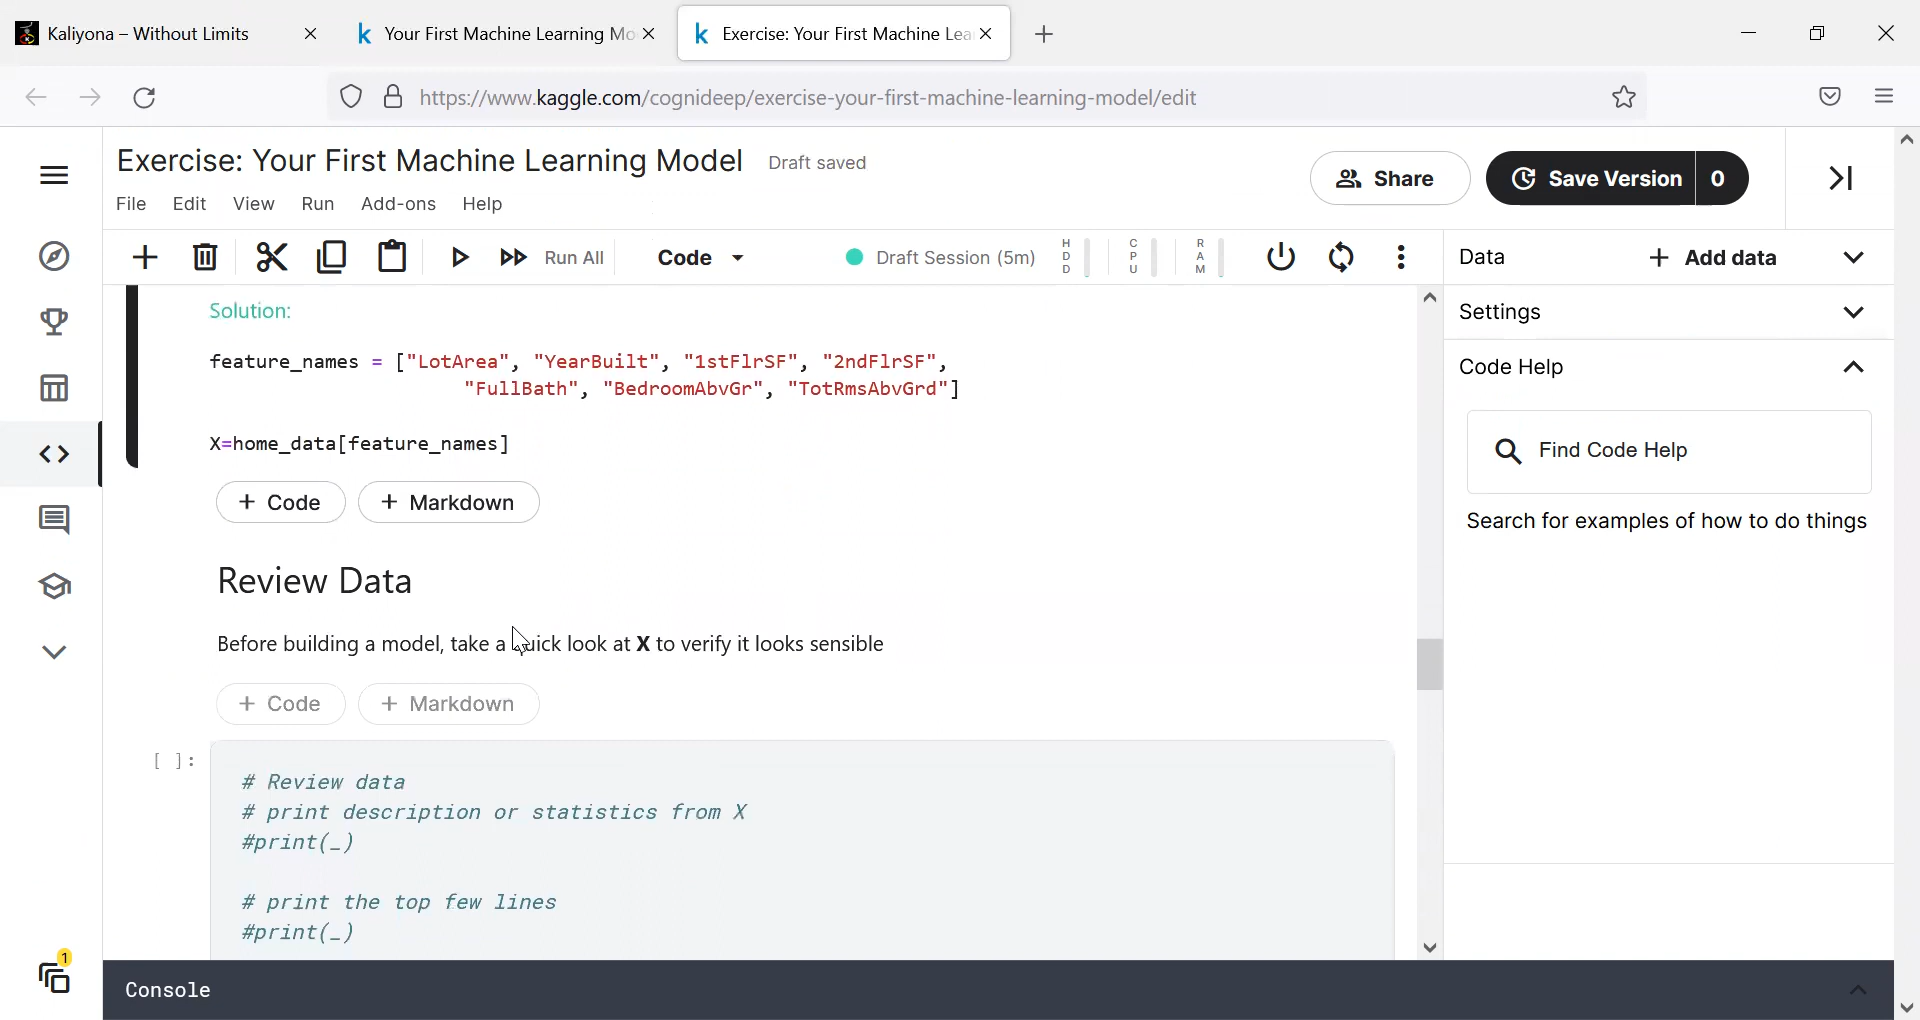 Kaliyona – Without Limits
Your First Machine Learning Mo
Exercise: Your First Machine Lea
https://www.kaggle.com/cognideep/exercise-your-first-machine-learning-model/edit
Exercise: Your First Machine Learning Model
Draft saved
Share
Save Version
0
File
Edit
View
Run
Add-ons
Help
Run All
Code
Draft Session (5m)
HDD
CPU
RAM
Data
+ Add data
Settings
Code Help
Find Code Help
Search for examples of how to do things
Solution:
feature_names = ["LotArea", "YearBuilt", "1stFlrSF", "2ndFlrSF",
"FullBath", "BedroomAbvGr", "TotRmsAbvGrd"]
X=home_data[feature_names]
+ Code
+ Markdown
Review Data
Before building a model, take a quick look at X to verify it looks sensible
+ Code
+ Markdown
[ ]:
# Review data
# print description or statistics from X
#print(_)
# print the top few lines
#print(_)
1
Console